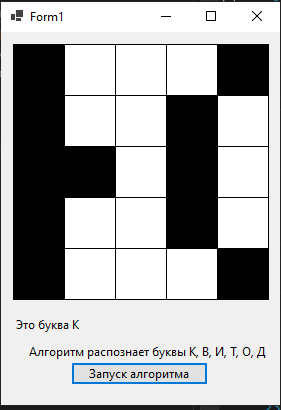 Form1
Это буква К
Алгоритм распознает буквы К, В, И, Т, О, Д
Запуск алгоритма